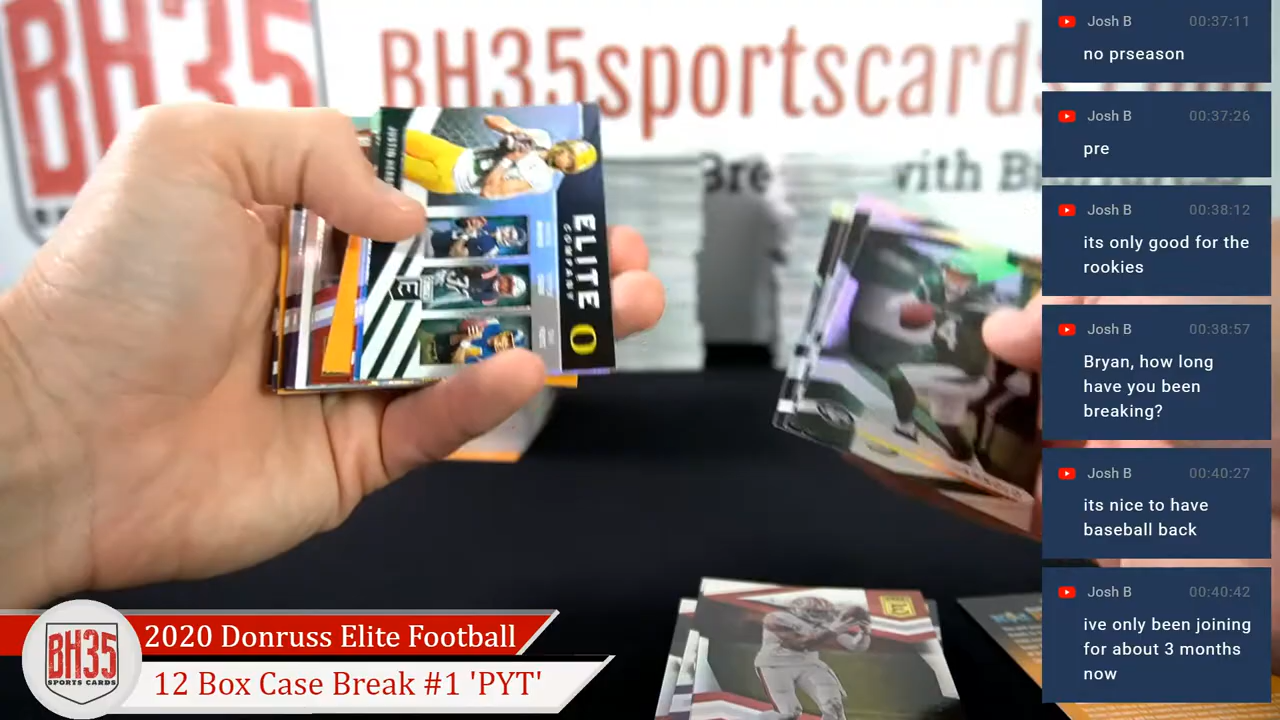 BH35
BH35sportscards
Bre with B
ELITE
COMPANY
O
E
4
BH35
SPORTS CARDS
2020 Donruss Elite Football
12 Box Case Break #1 'PYT'
Josh B 00:37:11
no prseason
Josh B 00:37:26
pre
Josh B 00:38:12
its only good for the
rookies
Josh B 00:38:57
Bryan, how long
have you been
breaking?
Josh B 00:40:27
its nice to have
baseball back
Josh B 00:40:42
ive only been joining
for about 3 months
now